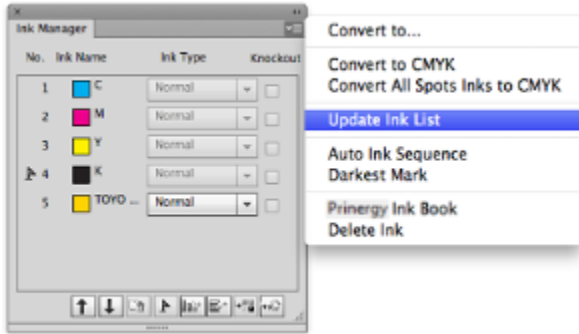 Ink Manager
No. Ink Name Ink Type Knockout
1 C Normal
2 M Normal
3 Y Normal
4 K Normal
5 TOYO ... Normal
Convert to...
Convert to CMYK
Convert All Spots Inks to CMYK
Update Ink List
Auto Ink Sequence
Darkest Mark
Prinergy Ink Book
Delete Ink